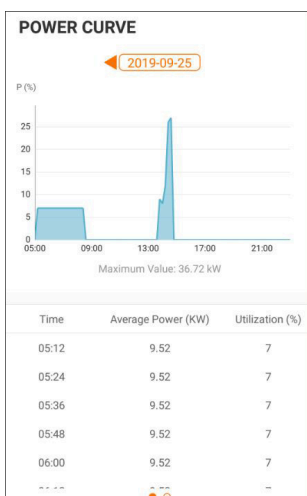 POWER CURVE
2019-09-25
P (%)
25
20
15
10
5
0
05:00 09:00 13:00 17:00 21:00
Maximum Value: 36.72 kW
Time Average Power (KW) Utilization (%)
05:12 9.52 7
05:24 9.52 7
05:36 9.52 7
05:48 9.52 7
06:00 9.52 7